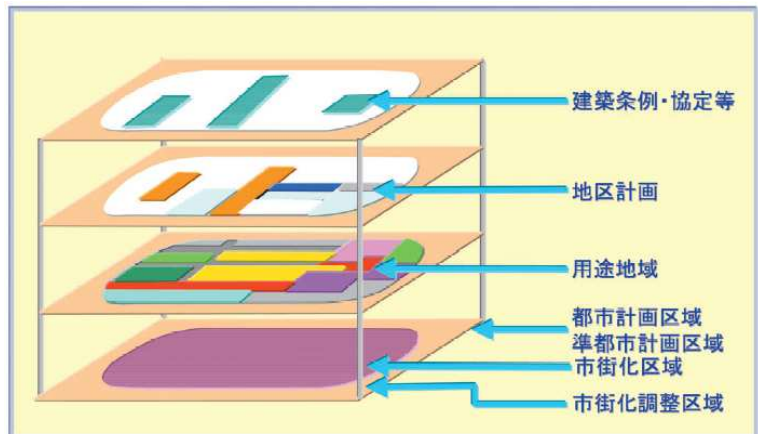 建築条例・協定等
地区計画
用途地域
都市計画区域
準都市計画区域
市街化区域
市街化調整区域